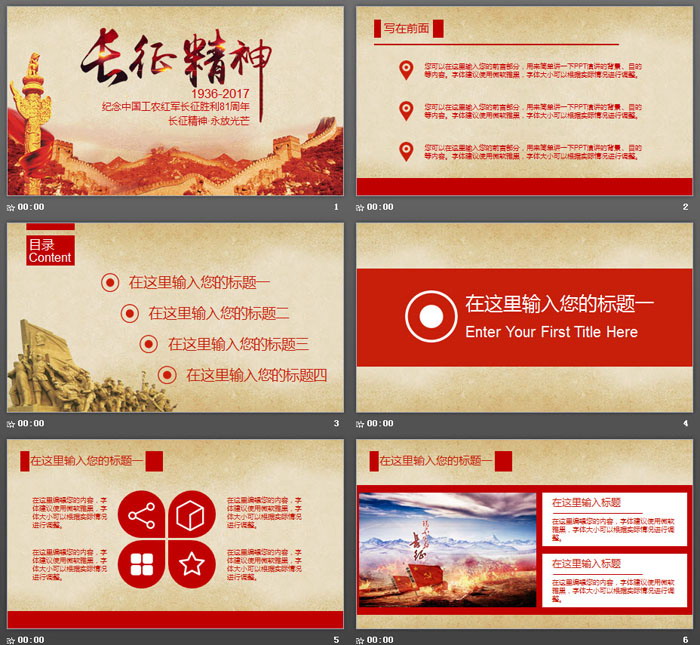 长征精神
1936-2017
纪念中国工农红军长征胜利81周年
长征精神·永放光芒
00:00
1
写在前面
您可以在这里输入您的前言部分，用来简单讲一下PPT演讲的背景、目的
等内容。字体建议使用微软雅黑，字体大小可以根据实际情况进行调整。
您可以在这里输入您的前言部分，用来简单讲一下PPT演讲的背景、目的
等内容。字体建议使用微软雅黑，字体大小可以根据实际情况进行调整。
您可以在这里输入您的前言部分，用来简单讲一下PPT演讲的背景、目的
等内容。字体建议使用微软雅黑，字体大小可以根据实际情况进行调整。
00:00
2
目录
Content
在这里输入您的标题一
在这里输入您的标题二
在这里输入您的标题三
在这里输入您的标题四
00:00
3
在这里输入您的标题一
Enter Your First Title Here
00:00
4
在这里输入您的标题一
在这里编辑您的内容，字
体建议使用微软雅黑，字
体大小可以根据实际情况
进行调整。
在这里编辑您的内容，字
体建议使用微软雅黑，字
体大小可以根据实际情况
进行调整。
在这里编辑您的内容，字
体建议使用微软雅黑，字
体大小可以根据实际情况
进行调整。
在这里编辑您的内容，字
体建议使用微软雅黑，字
体大小可以根据实际情况
进行调整。
00:00
5
在这里输入您的标题一
长征
在这里输入标题
在这里编辑您的内容，字体建议使用微软
雅黑，字体大小可以根据实际情况进行调
整。
在这里输入标题
在这里编辑您的内容，字体建议使用微软
雅黑，字体大小可以根据实际情况进行调
整。
00:00
6